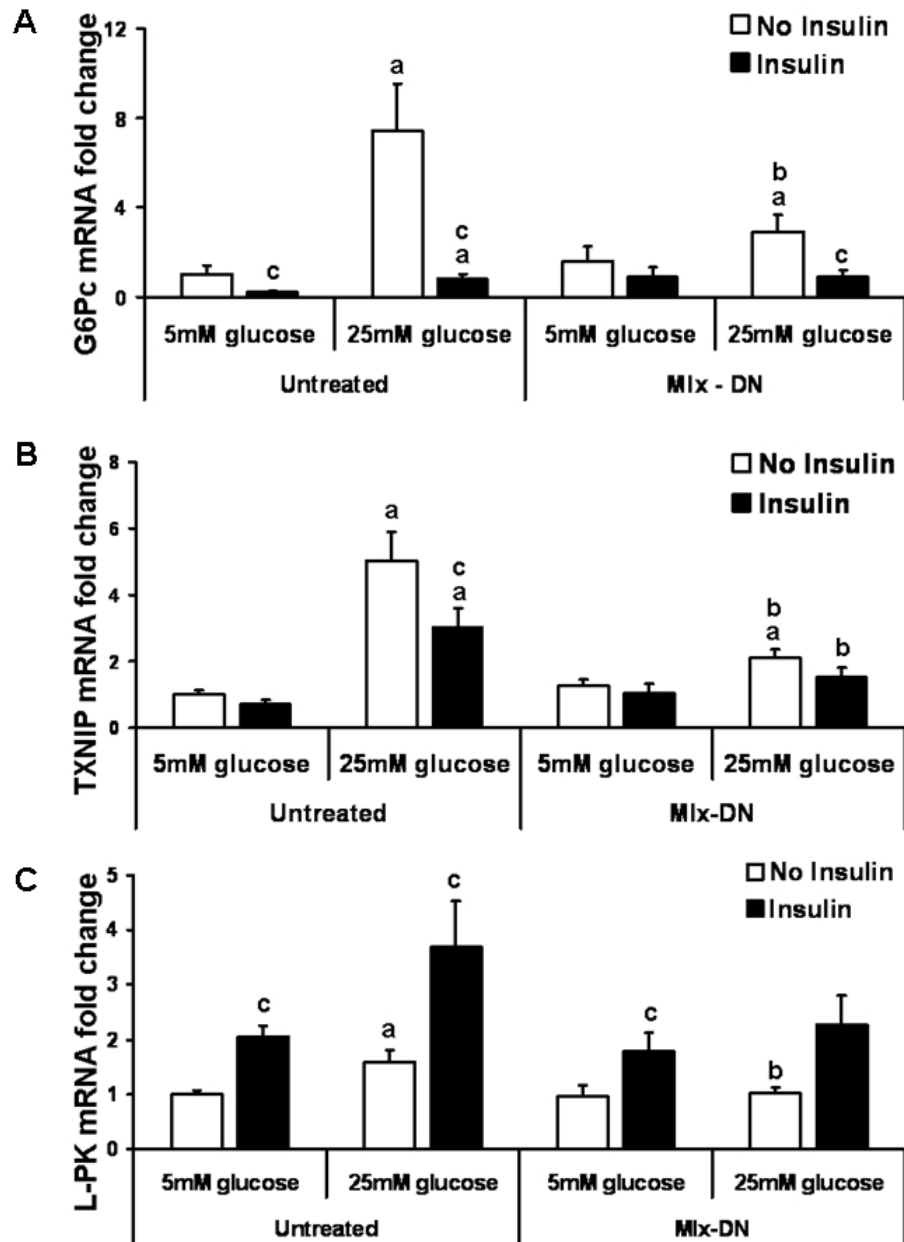 A
G6Pc mRNA fold change
12
8
4
0
No Insulin
Insulin
a
b
c
a
c
a
c
5mM glucose 25mM glucose 5mM glucose 25mM glucose
Untreated Mlx - DN
B
TXNIP mRNA fold change
8
6
4
2
0
No Insulin
Insulin
a
c
a
b
a
b
5mM glucose 25mM glucose 5mM glucose 25mM glucose
Untreated Mlx-DN
C
L-PK mRNA fold change
5
4
3
2
1
0
No Insulin
Insulin
c
c
a
c
b
5mM glucose 25mM glucose 5mM glucose 25mM glucose
Untreated Mlx-DN